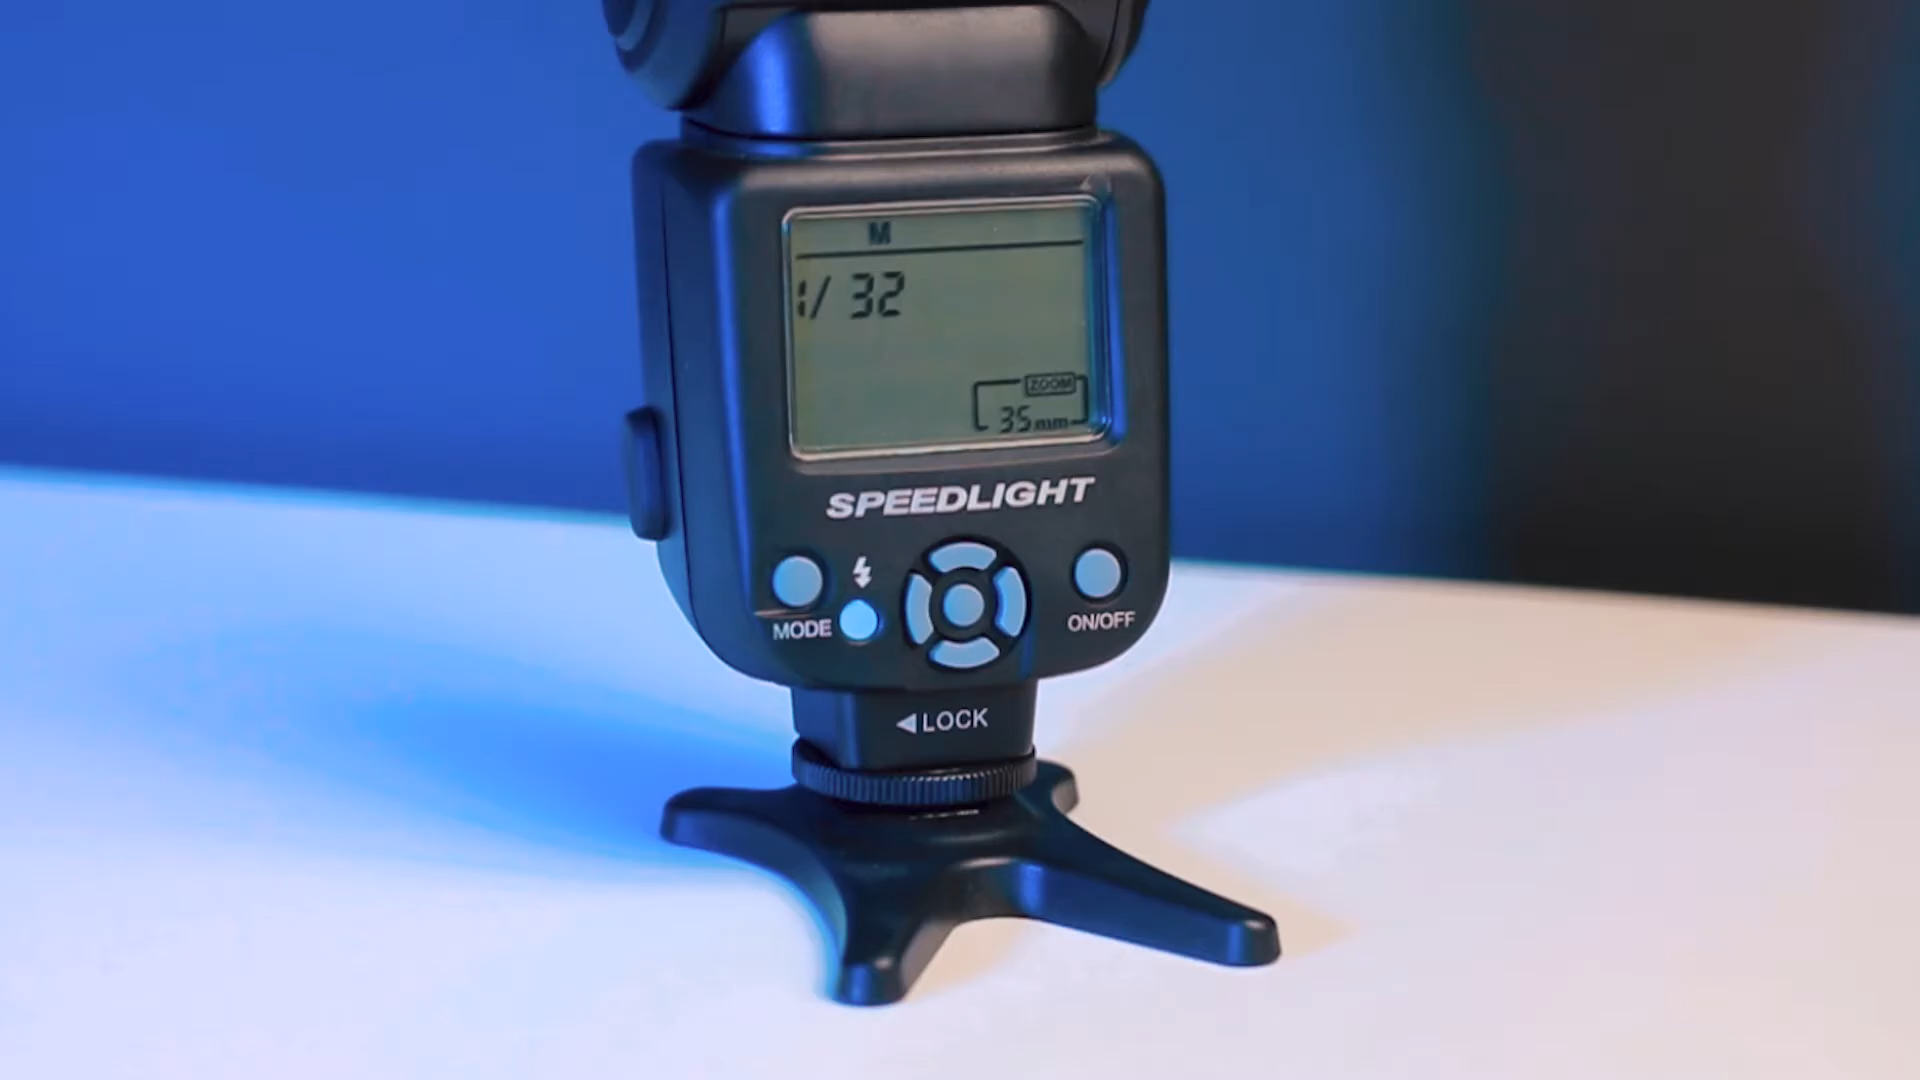 M
1/ 32
ZOOM
35mm
SPEEDLIGHT
MODE
ON/OFF
◀LOCK